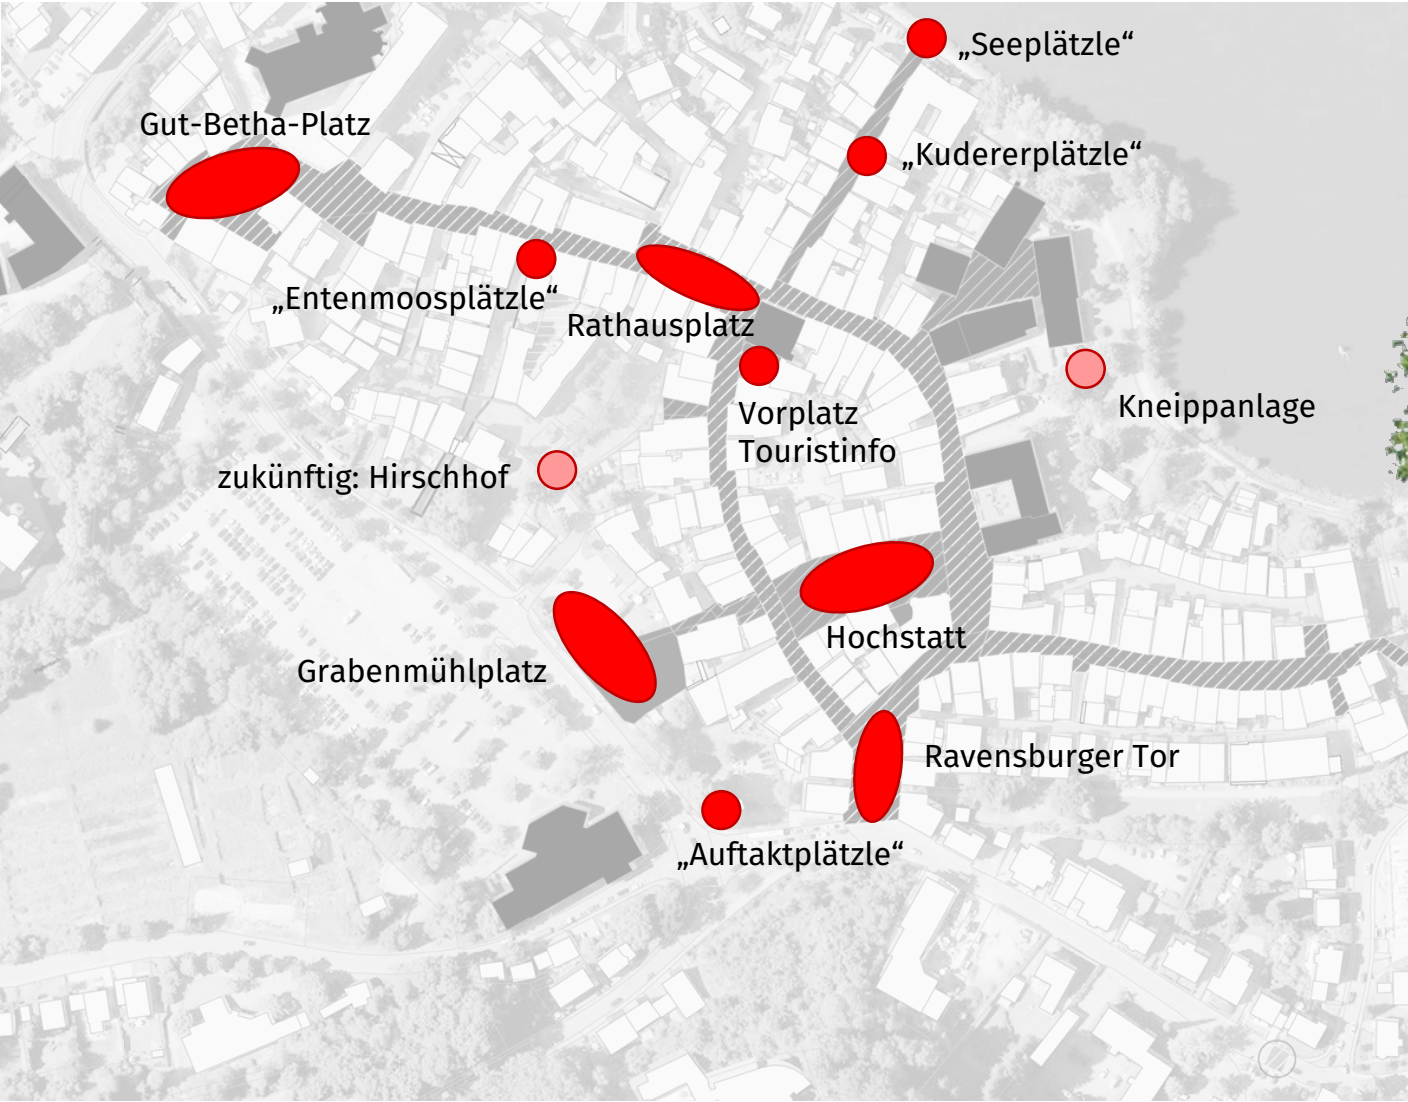 „Seeplätzle“
Gut-Betha-Platz
„Kudererplätzle“
„Entenmoosplätzle“
Rathausplatz
Vorplatz
Touristinfo
Kneippanlage
zukünftig: Hirschhof
Hochstatt
Grabenmühlplatz
Ravensburger Tor
„Auftaktplätzle“